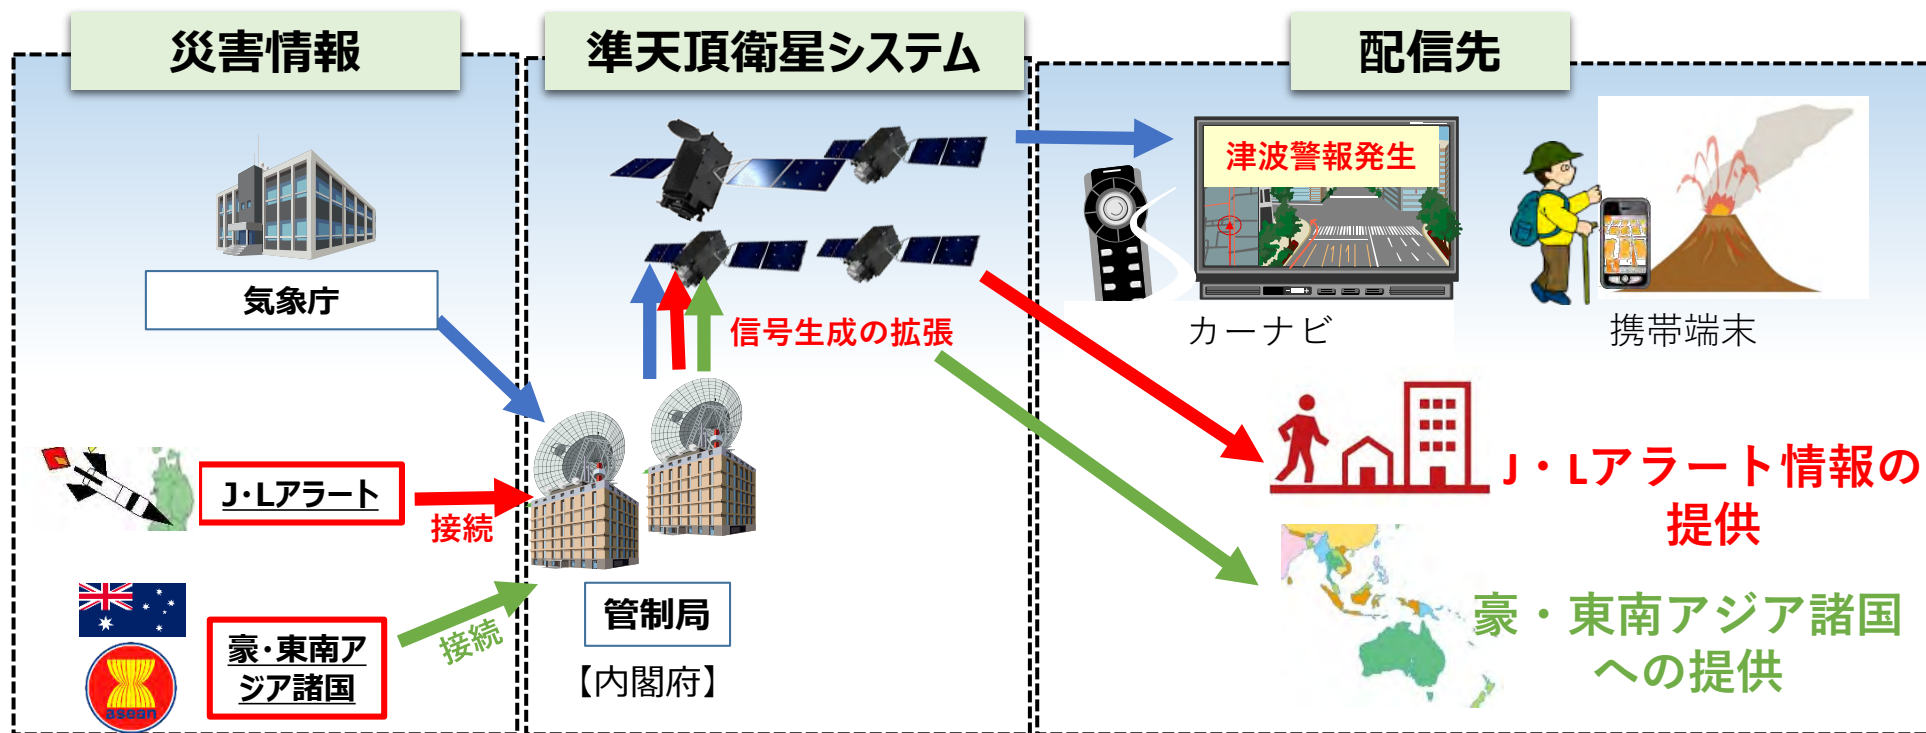 災害情報
気象庁
J・Lアラート
接続
豪・東南ア
ジア諸国
接続
asean
準天頂衛星システム
信号生成の拡張
管制局
【内閣府】
配信先
津波警報発生
カーナビ
携帯端末
J・Lアラート情報の
提供
豪・東南アジア諸国
への提供